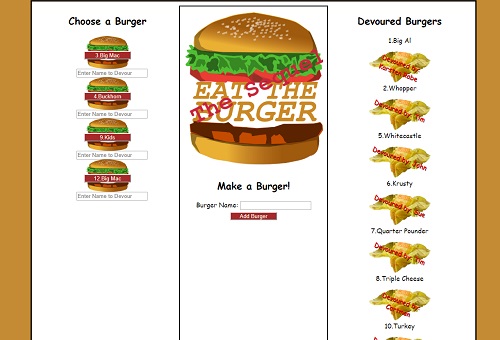 Choose a Burger
3.Big Mac
Enter Name to Devour
4.Buckhorn
Enter Name to Devour
9.Kids
Enter Name to Devour
12.Big Mac
Enter Name to Devour
EAT THE
BURGER
The Sequel
Make a Burger!
Burger Name:
Add Burger
Devoured Burgers
1.Big Al
Devoured by:
2.Whopper
Devoured by: Tim
5.Whitecastle
Devoured by: John
6.Krusty
Devoured by: Sue
7.Quarter Pounder
Devoured by: Tim
8.Triple Cheese
Devoured by:
Cartman
10.Turkey